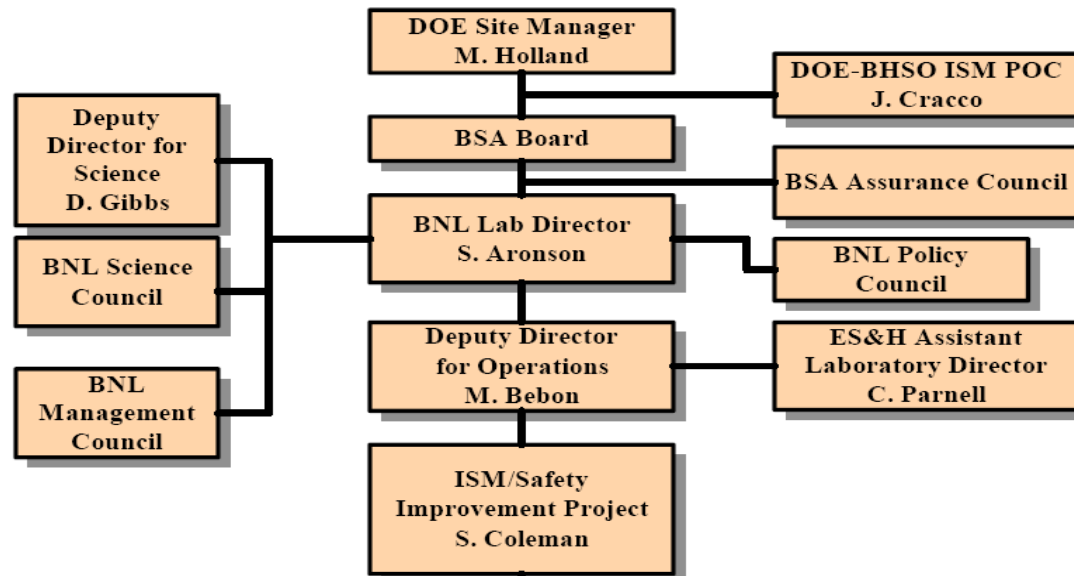 DOE Site Manager
M. Holland
DOE-BHSO ISM POC
J. Cracco
Deputy
Director for
Science
D. Gibbs
BSA Board
BSA Assurance Council
BNL Lab Director
S. Aronson
BNL Science
Council
BNL Policy
Council
Deputy Director
for Operations
M. Bebon
ES&H Assistant
Laboratory Director
C. Parnell
BNL
Management
Council
ISM/Safety
Improvement Project
S. Coleman